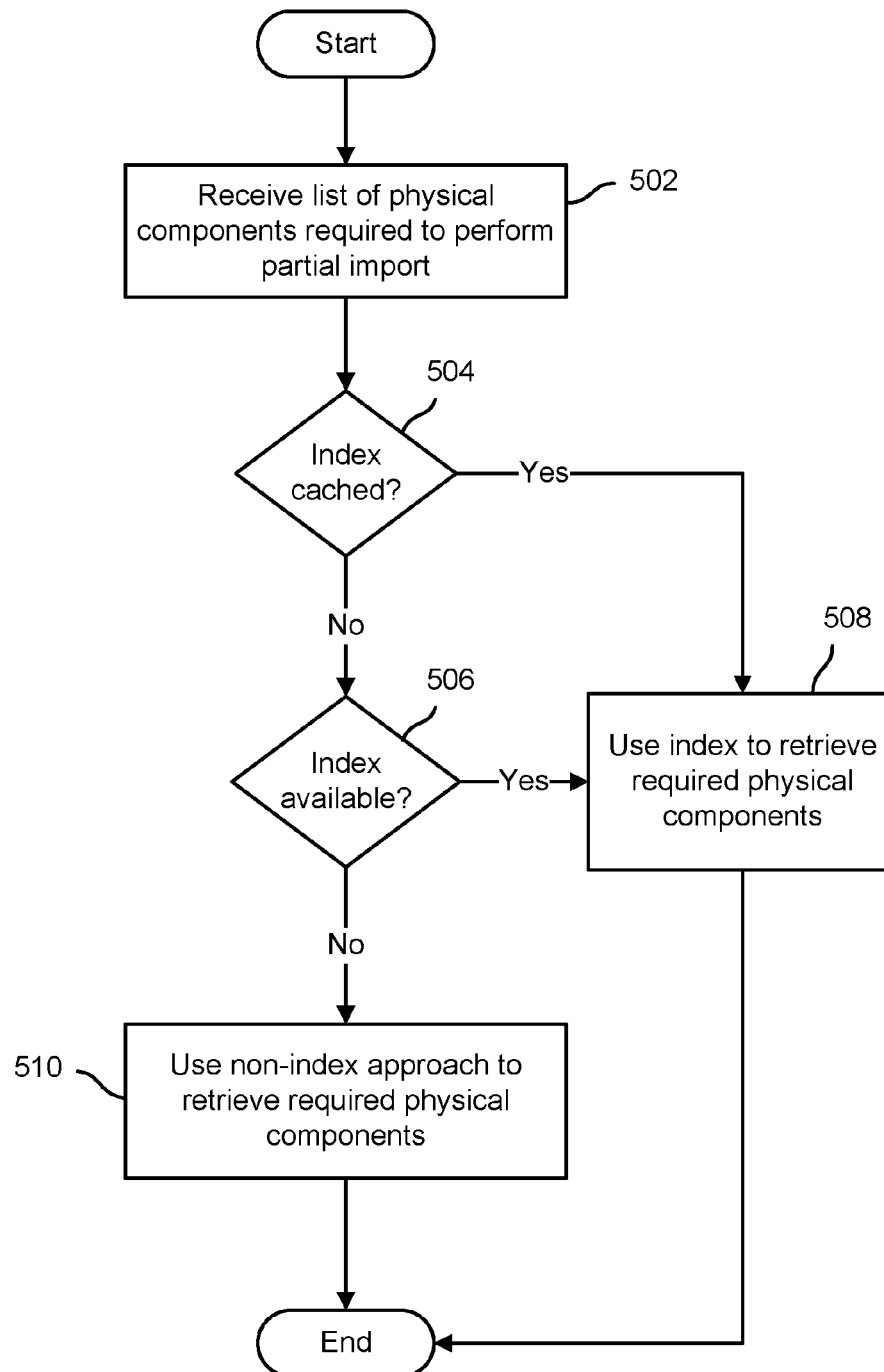 Start
Receive list of physical
components required to perform
partial import
502
504
Index
cached?
Yes
No
508
506
Index
available?
Yes
Use index to retrieve
required physical
components
No
510
Use non-index approach to
retrieve required physical
components
End